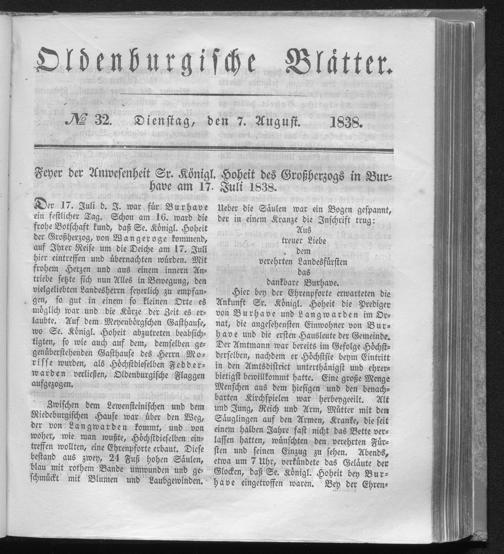 Oldenburgische Blätter.
№ 32. Dienstag, den 7. August. 1838.
Feyer der Anwesenheit Sr. Königl. Hoheit des Großherzogs in Bur-
have am 17. Juli 1838.
Der 17. Juli d. J. war für Burhave
ein festlicher Tag. Schon am 16. ward die
frohe Botschaft kund, daß Se. Königl. Hoheit
der Großherzog, von Wangeroge kommend,
auf Ihrer Reise um die Deiche am 17. Juli
hier eintreffen und übernachten würden. Mit
frohem Herzen und aus einem innern An-
triebe setzte sich nun Alles in Bewegung, den
vielgeliebten Landesherrn feyerlich zu empfan-
gen, so gut in einem so kleinen Orte es
möglich war und die Kürze der Zeit es er-
laubte. Auf dem Meyenbörgschen Gasthause,
wo Se. Königl. Hoheit abzutreten beabsich-
tigten, so wie auch auf dem, demselben ge-
genüberstehenden Gasthause des Herrn Mo-
risse wurden, als Höchstdieselben Fedder-
warden verließen, Oldenburgische Flaggen
aufgezogen.
Zwischen dem Lewensteinischen und dem
Riedeburgischen Hause war über den Weg,
der von Langwarden kommt, und von
woher, wie man wußte, Höchstdieselben ein-
treffen wollten, eine Ehrenpforte erbaut. Diese
bestand aus zwey, 24 Fuß hohen Säulen,
blau mit rothem Bande umwunden und ge-
schmückt mit Blumen und Laubgewinden.
Ueber die Säulen war ein Bogen gespannt,
der in einem Kranze die Inschrift trug:
Aus
treuer Liebe
dem
verehrten Landesfürsten
das
dankbare Burhave.
Hier bey der Ehrenpforte erwarteten die
Ankunft Sr. Königl. Hoheit die Prediger
von Burhave und Langwarden im Or-
nat, die angesehensten Einwohner von Bur-
have und die ersten Hausleute der Gemeinde.
Der Amtmann war bereits im Gefolge Höchst-
derselben, nachdem er Höchstsie beym Eintritt
in den Amtsdistrict unterthänigst und ehrer-
bietigst bewillkommt hatte. Eine große Menge
Menschen aus dem hiesigen und den benach-
barten Kirchspielen war herbeygeeilt. Alt
und Jung, Reich und Arm, Mütter mit den
Säuglingen auf den Armen, Kranke, die seit
einem halben Jahre fast nicht das Bette ver-
lassen hatten, wünschten den verehrten Für-
sten und seinen Einzug zu sehen. Abends,
etwa um 7 Uhr, verkündete das Geläute der
Glocken, daß Se. Königl. Hoheit bey Bur-
have eingetroffen waren. Bey der Ehren-